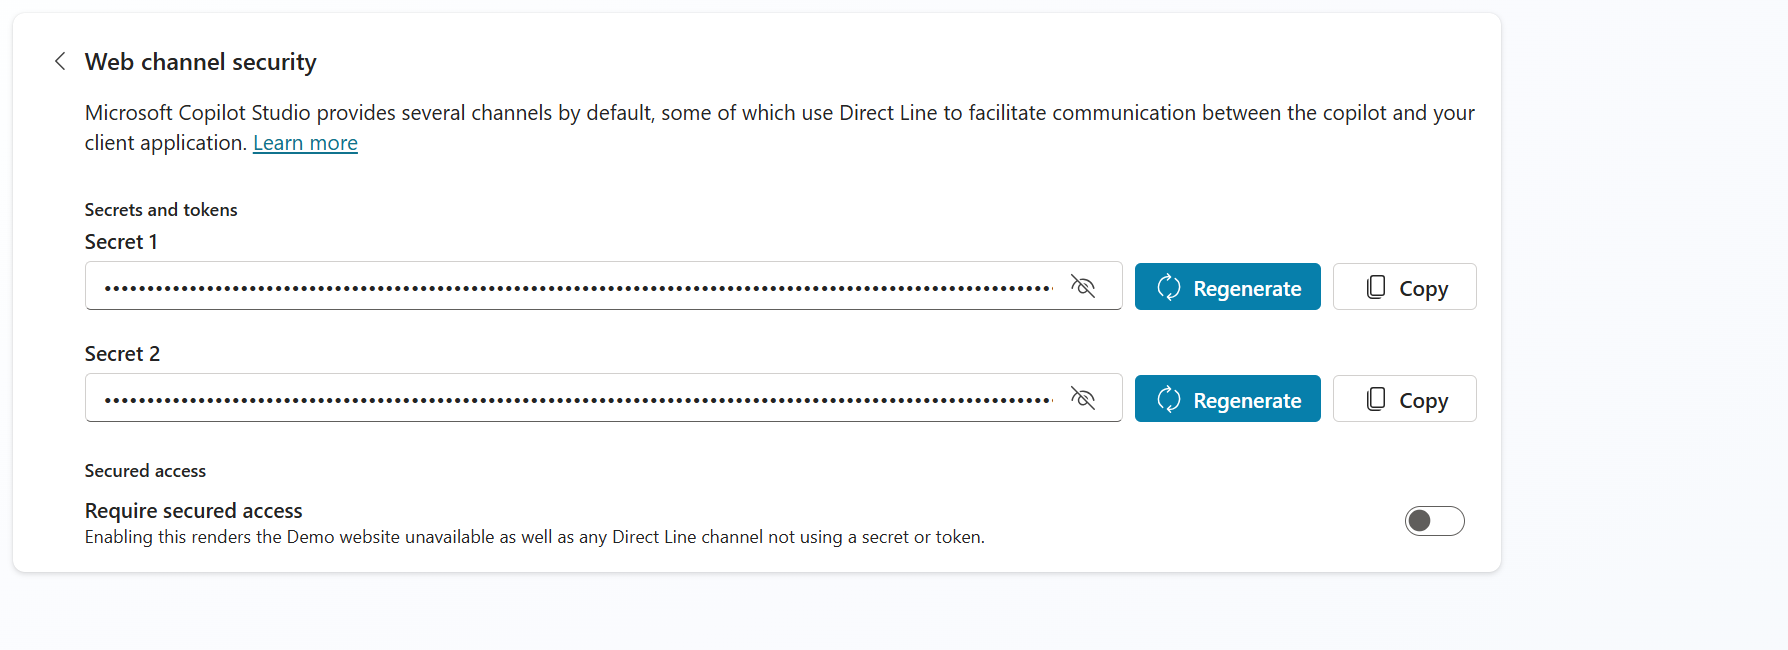 Web channel security
Microsoft Copilot Studio provides several channels by default, some of which use Direct Line to facilitate communication between the copilot and your
client application. Learn more
Secrets and tokens
Secret 1
Regenerate
Copy
Secret 2
Regenerate
Copy
Secured access
Require secured access
Enabling this renders the Demo website unavailable as well as any Direct Line channel not using a secret or token.